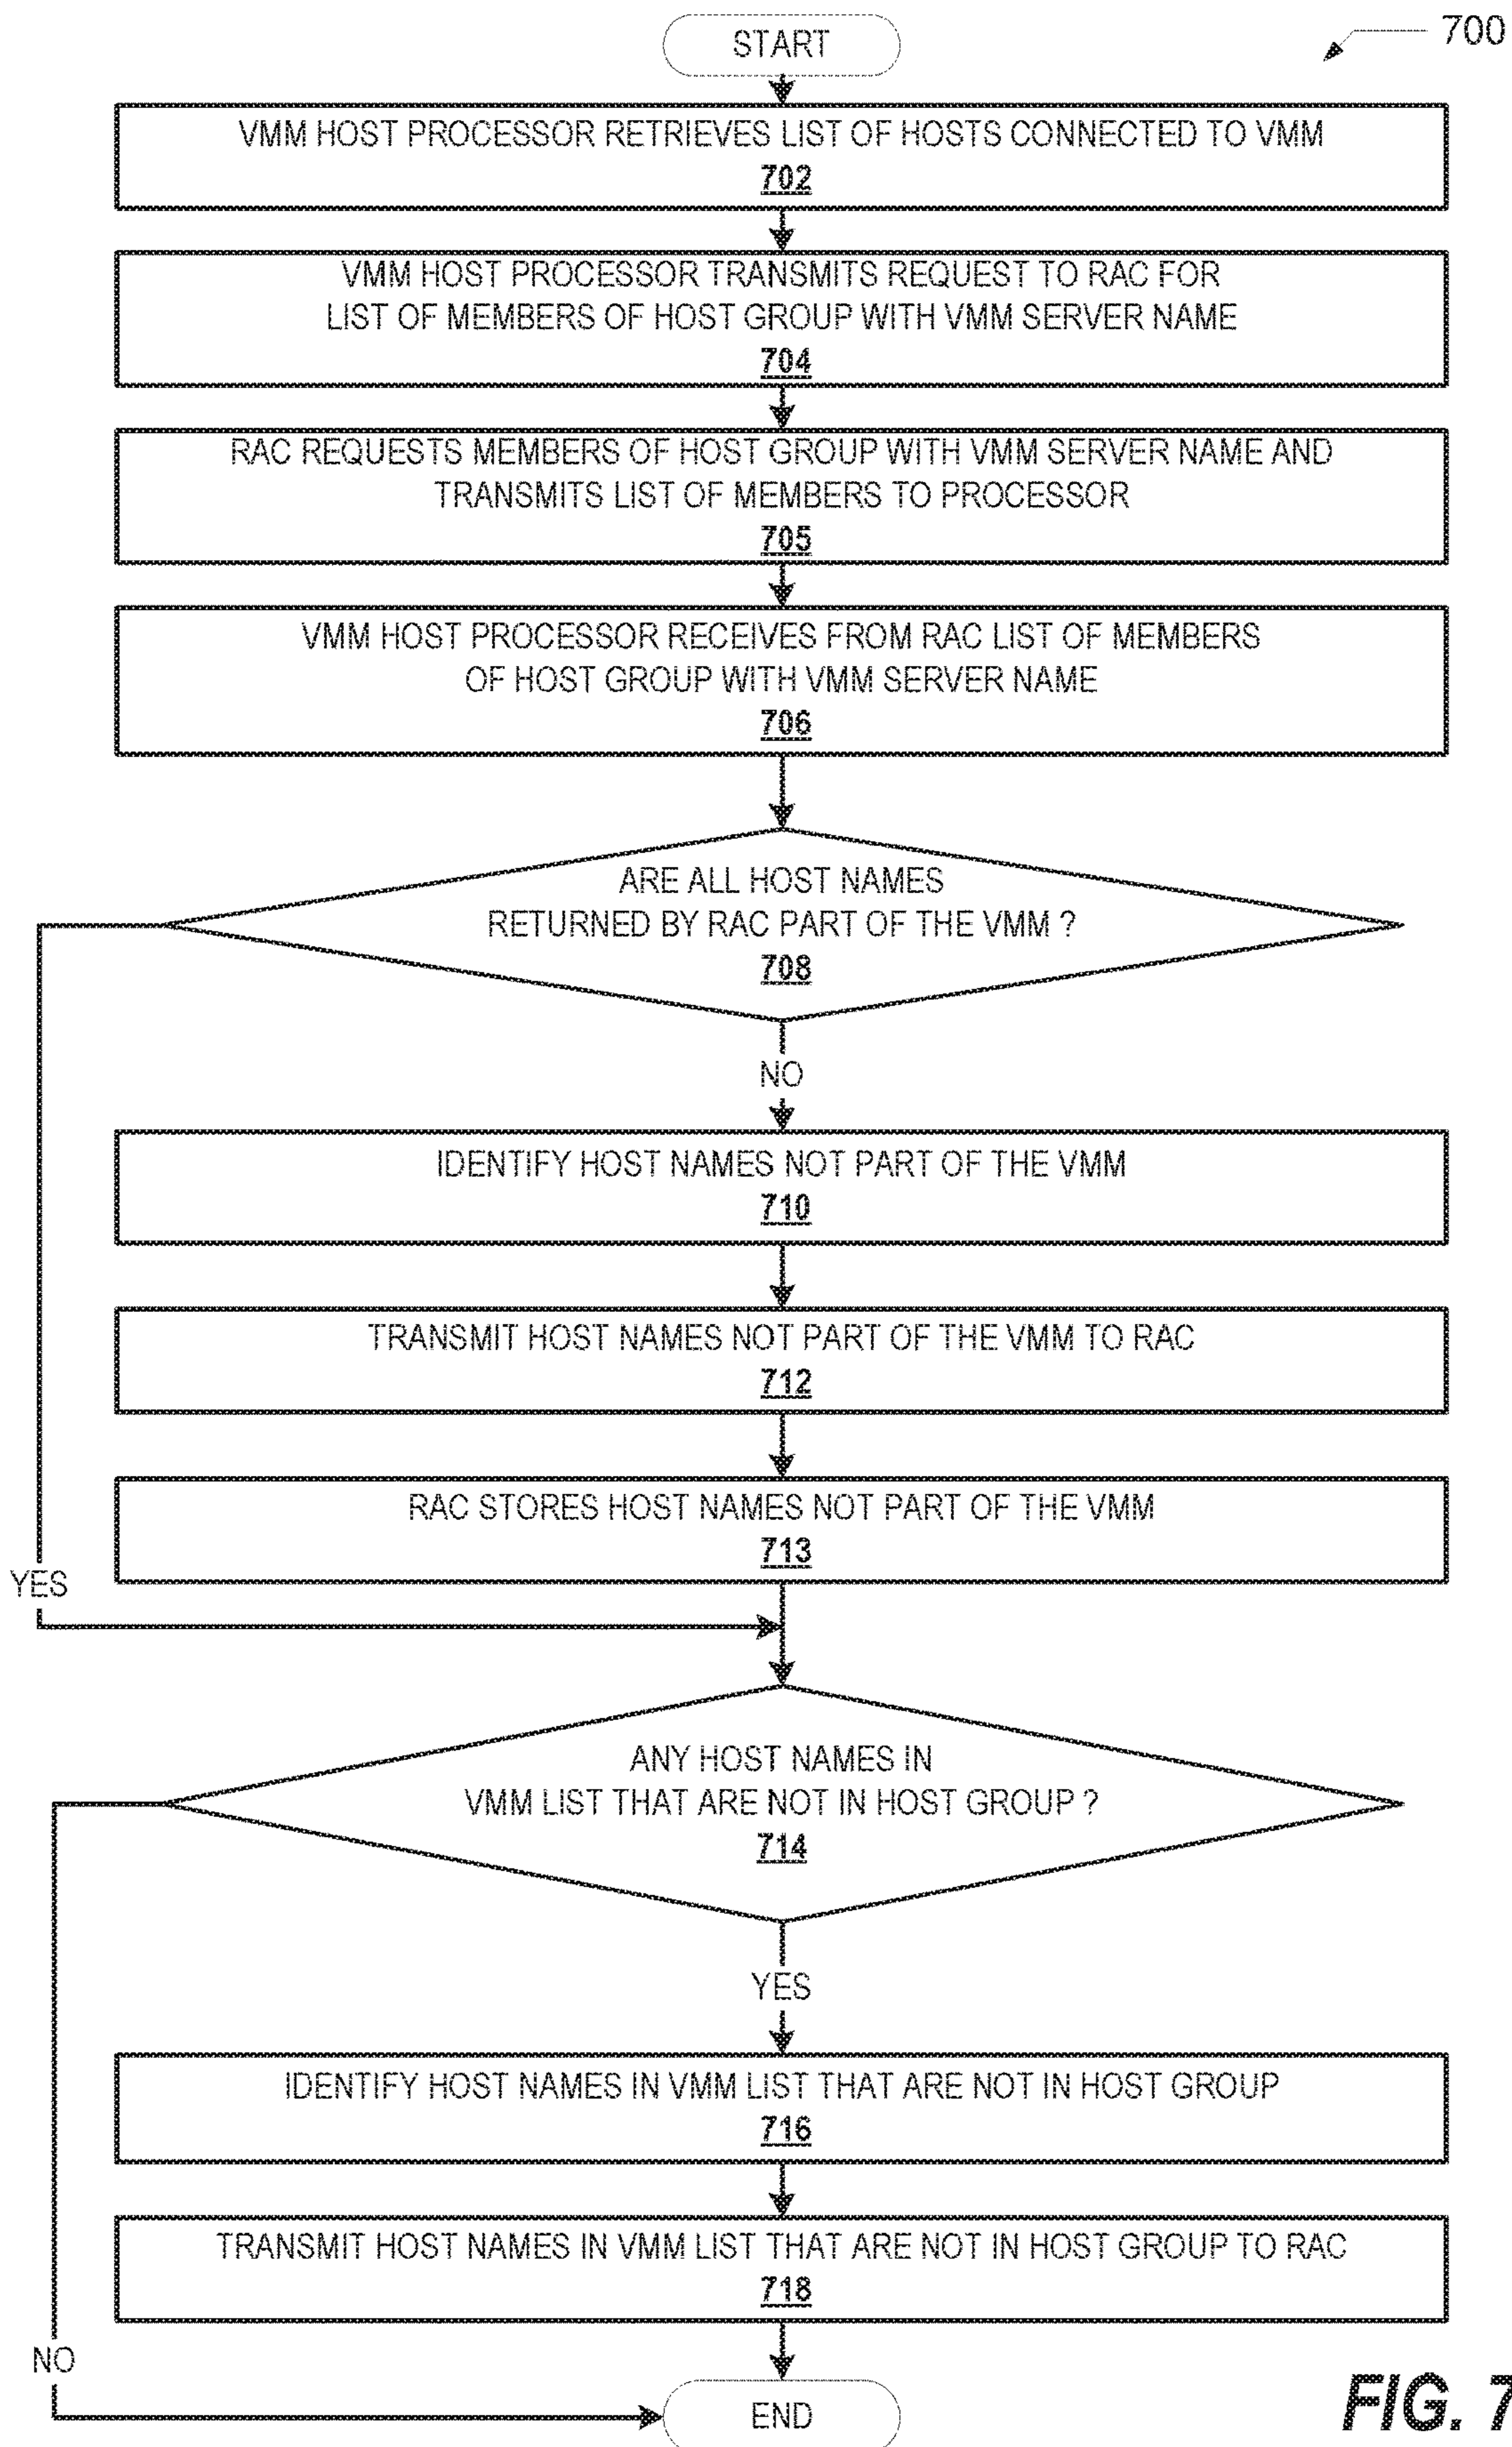 START
700
VMM HOST PROCESSOR RETRIEVES LIST OF HOSTS CONNECTED TO VMM
702
VMM HOST PROCESSOR TRANSMITS REQUEST TO RAC FOR
LIST OF MEMBERS OF HOST GROUP WITH VMM SERVER NAME
704
RAC REQUESTS MEMBERS OF HOST GROUP WITH VMM SERVER NAME AND
TRANSMITS LIST OF MEMBERS TO PROCESSOR
705
VMM HOST PROCESSOR RECEIVES FROM RAC LIST OF MEMBERS
OF HOST GROUP WITH VMM SERVER NAME
706
ARE ALL HOST NAMES
RETURNED BY RAC PART OF THE VMM ?
708
NO
IDENTIFY HOST NAMES NOT PART OF THE VMM
710
TRANSMIT HOST NAMES NOT PART OF THE VMM TO RAC
712
RAC STORES HOST NAMES NOT PART OF THE VMM
713
YES
ANY HOST NAMES IN
VMM LIST THAT ARE NOT IN HOST GROUP ?
714
YES
IDENTIFY HOST NAMES IN VMM LIST THAT ARE NOT IN HOST GROUP
716
TRANSMIT HOST NAMES IN VMM LIST THAT ARE NOT IN HOST GROUP TO RAC
718
NO
END
FIG. 7